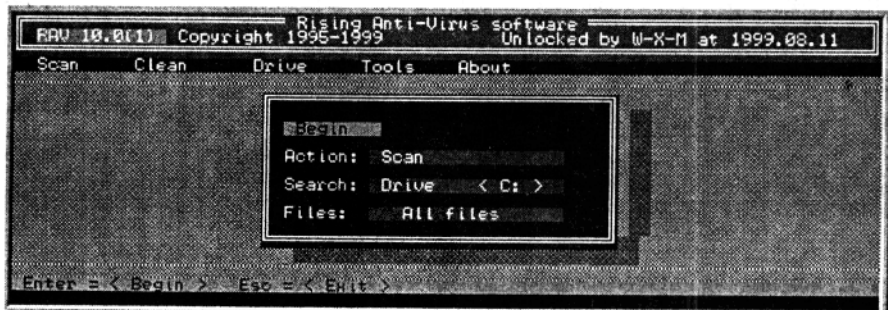 Rising Anti-Virus software
RAV 10.0(1) Copyright 1995-1999 Unlocked by W-X-M at 1999.08.11
Scan Clean Drive Tools About
Begin
Action: Scan
Search: Drive < C: >
Files: All files
Enter = < Begin > Esc = < Exit >